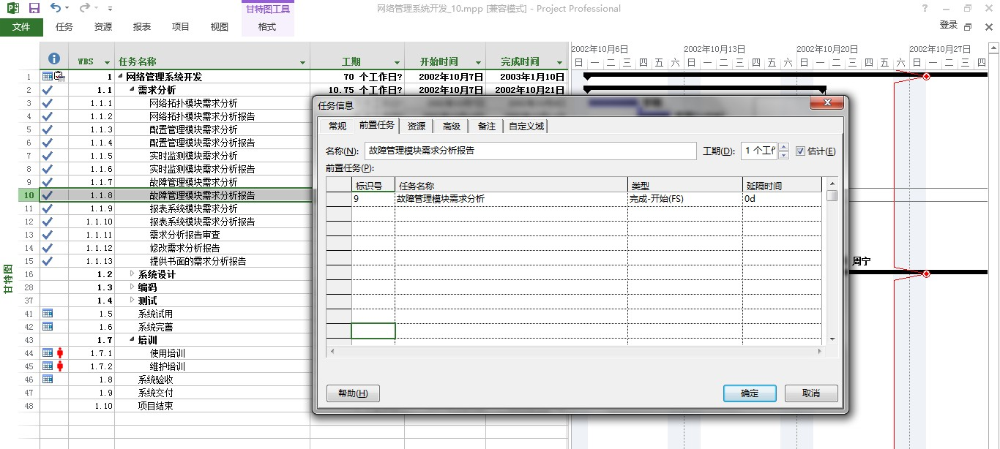 网络管理系统开发_10.mpp [兼容模式] - Project Professional
甘特图工具
文件 任务 资源 报表 项目 视图 格式 登录
WBS 任务名称 工期 开始时间 完成时间
2002年10月6日 2002年10月13日 2002年10月20日 2002年10月27日
日 一 二 三 四 五 六 日 一 二 三 四 五 六 日 一 二 三 四 五 六 日 一 二 三 四
1 1 网络管理系统开发 70 个工作日? 2002年10月7日 2003年1月10日
2 1.1 需求分析 10.75 个工作日? 2002年10月7日 2002年10月21日
3 1.1.1 网络拓扑模块需求分析
4 1.1.2 网络拓扑模块需求分析报告
5 1.1.3 配置管理模块需求分析
6 1.1.4 配置管理模块需求分析报告
7 1.1.5 实时监测模块需求分析
8 1.1.6 实时监测模块需求分析报告
9 1.1.7 故障管理模块需求分析
10 1.1.8 故障管理模块需求分析报告
11 1.1.9 报表系统模块需求分析
12 1.1.10 报表系统模块需求分析报告
13 1.1.11 需求分析报告审查
14 1.1.12 修改需求分析报告
15 1.1.13 提供书面的需求分析报告
16 1.2 系统设计
28 1.3 编码
37 1.4 测试
41 1.5 系统试用
42 1.6 系统完善
43 1.7 培训
44 1.7.1 使用培训
45 1.7.2 维护培训
46 1.8 系统验收
47 1.9 系统交付
48 1.10 项目结束
甘特图
周宁
任务信息
常规 前置任务 资源 高级 备注 自定义域
名称(N): 故障管理模块需求分析报告 工期(D): 1 个工 估计(E)
前置任务(P):
标识号 任务名称 类型 延隔时间
9 故障管理模块需求分析 完成-开始(FS) 0d
帮助(H) 确定 取消